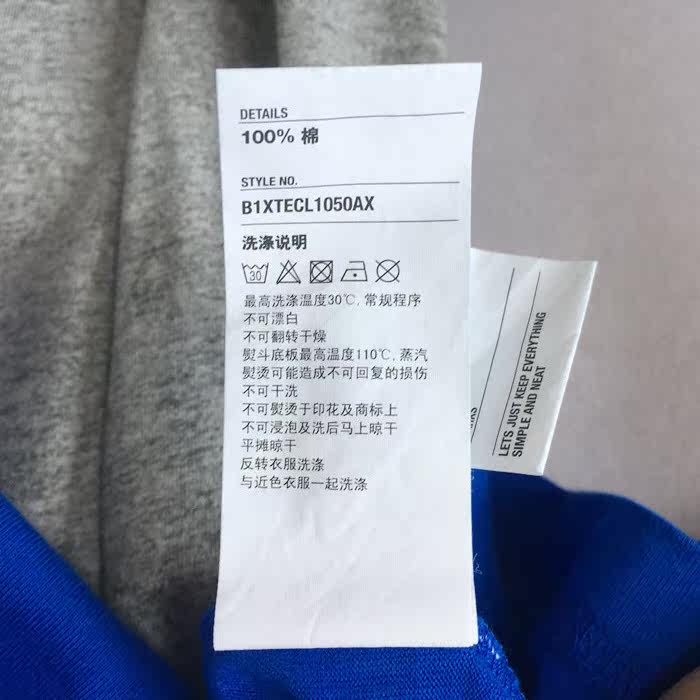 DETAILS
100% 棉
STYLE NO.
B1XTECL1050AX
洗涤说明
30
最高洗涤温度30℃, 常规程序
不可漂白
不可翻转干燥
熨斗底板最高温度110℃, 蒸汽
熨烫可能造成不可回复的损伤
不可干洗
不可熨烫于印花及商标上
不可浸泡及洗后马上晾干
平摊晾干
反转衣服洗涤
与近色衣服一起洗涤
LETS JUST KEEP EVERYTHING
SIMPLE AND NEAT